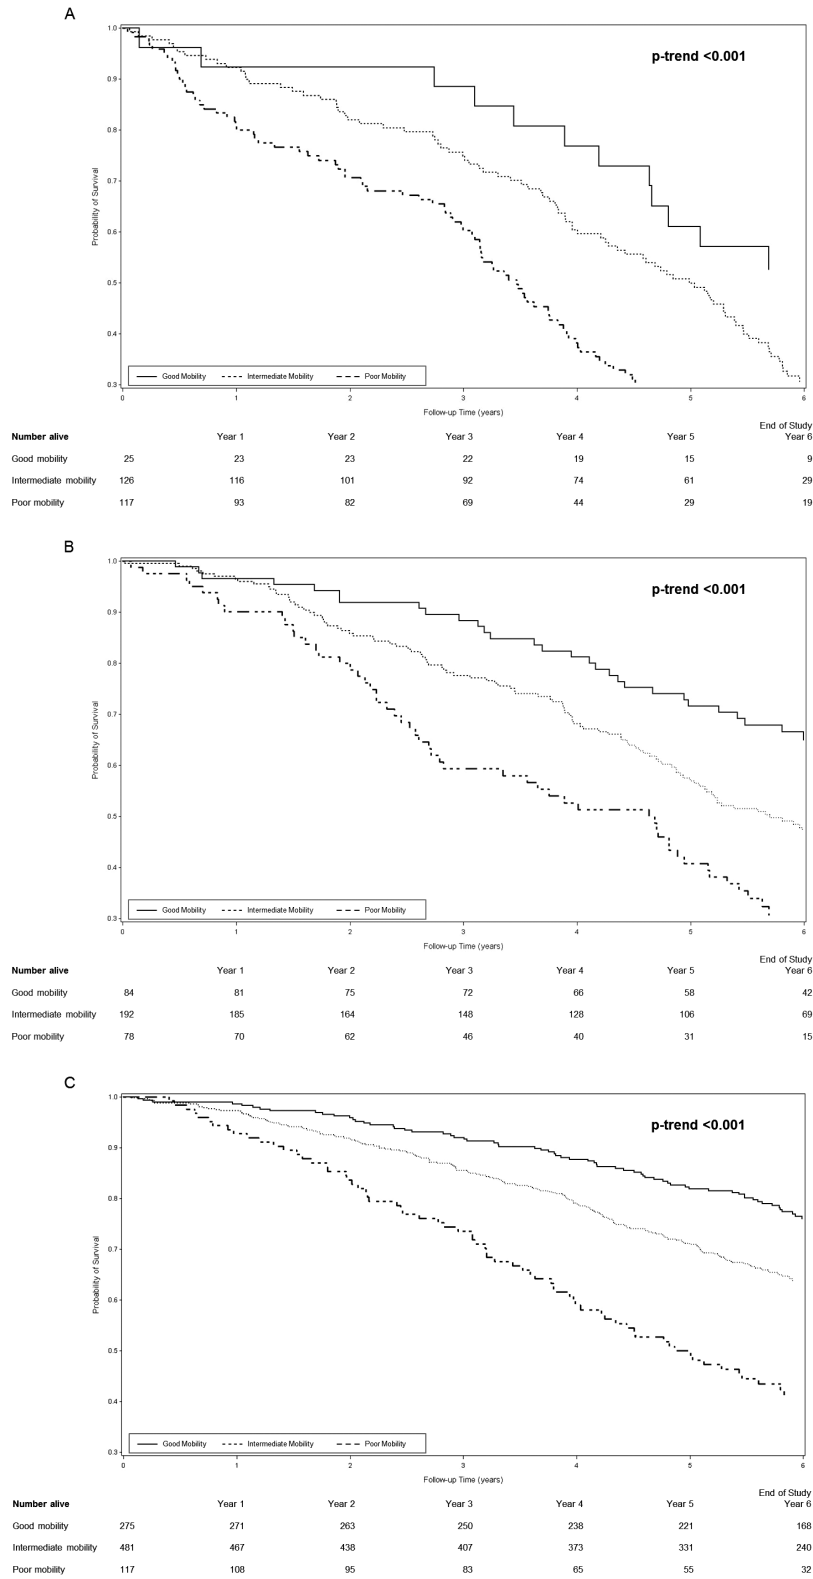 A
p-trend <0.001
1.0
0.9
0.8
0.7
0.6
0.5
0.4
0.3
Probability of Survival
Good Mobility Intermediate Mobility Poor Mobility
0 1 2 3 4 5 6
Follow-up Time (years)
End of Study
Number alive Year 1 Year 2 Year 3 Year 4 Year 5 Year 6
Good mobility 25 23 23 22 19 15 9
Intermediate mobility 126 116 101 92 74 61 29
Poor mobility 117 93 82 69 44 29 19
B
p-trend <0.001
1.0
0.9
0.8
0.7
0.6
0.5
0.4
0.3
Probability of Survival
Good Mobility Intermediate Mobility Poor Mobility
0 1 2 3 4 5 6
Follow-up Time (years)
End of Study
Number alive Year 1 Year 2 Year 3 Year 4 Year 5 Year 6
Good mobility 84 81 75 72 66 58 42
Intermediate mobility 192 185 164 148 128 106 69
Poor mobility 78 70 62 46 40 31 15
C
p-trend <0.001
1.0
0.9
0.8
0.7
0.6
0.5
0.4
0.3
Probability of Survival
Good Mobility Intermediate Mobility Poor Mobility
0 1 2 3 4 5 6
Follow-up Time (years)
End of Study
Number alive Year 1 Year 2 Year 3 Year 4 Year 5 Year 6
Good mobility 275 271 263 250 238 221 168
Intermediate mobility 481 467 438 407 373 331 240
Poor mobility 117 108 95 83 65 55 32